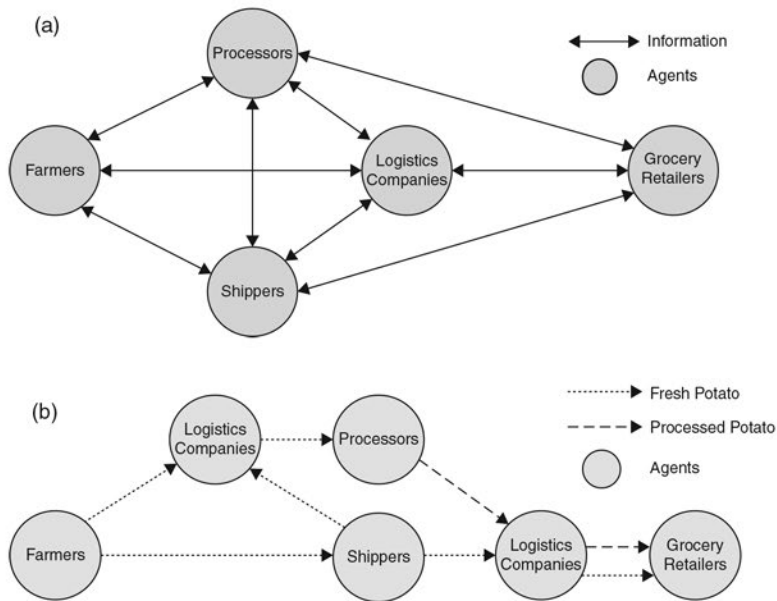 (a)
Processors
Information
Agents
Farmers
Logistics
Companies
Grocery
Retailers
Shippers
(b)
Fresh Potato
Processed Potato
Agents
Logistics
Companies
Processors
Farmers
Shippers
Logistics
Companies
Grocery
Retailers